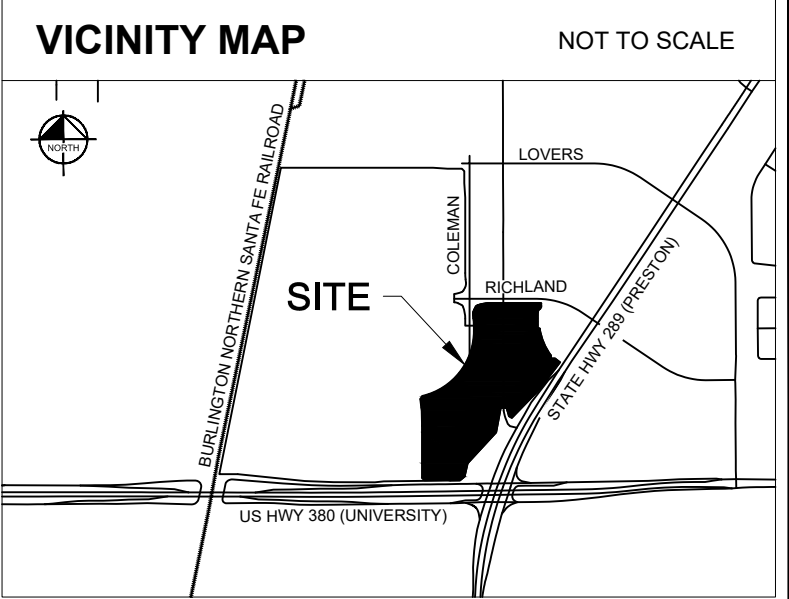 VICINITY MAP
NOT TO SCALE
NORTH
BURLINGTON NORTHERN SANTA FE RAILROAD
LOVERS
COLEMAN
RICHLAND
SITE
STATE HWY 289 (PRESTON)
US HWY 380 (UNIVERSITY)